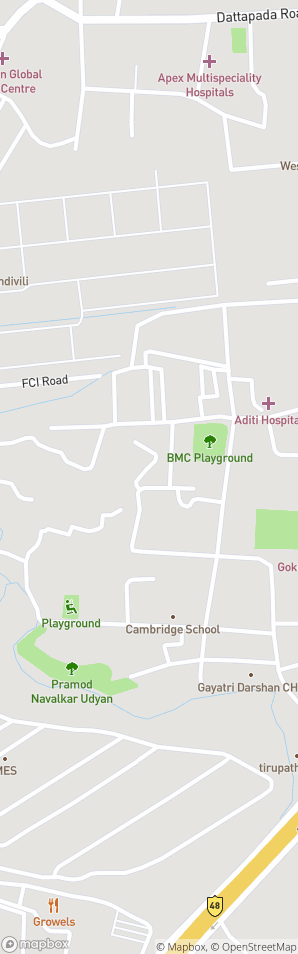 Dattapada Roa
n Global
Centre
Apex Multispeciality
Hospitals
Wes
ndivili
FCI Road
Aditi Hospita
BMC Playground
Gok
Playground
Cambridge School
Pramod
Navalkar Udyan
Gayatri Darshan CH
MES
tirupath
48
Growels
mapbox
© Mapbox, © OpenStreetMap